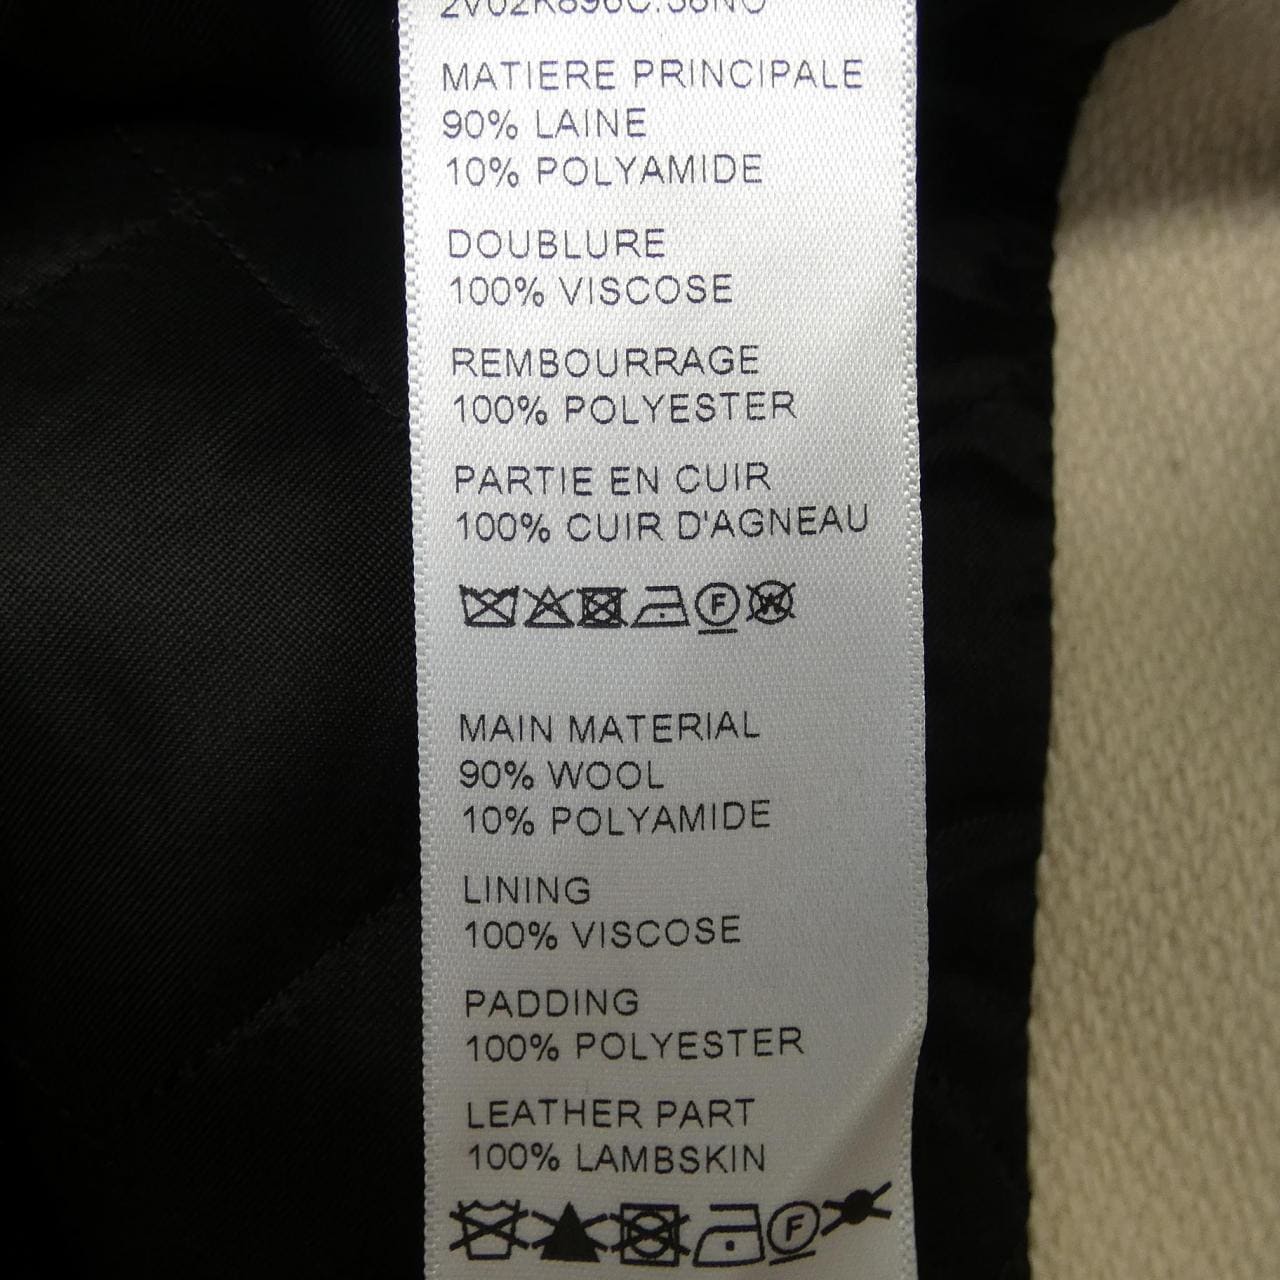 MATIERE PRINCIPALE
90% LAINE
10% POLYAMIDE
DOUBLURE
100% VISCOSE
REMBOURRAGE
100% POLYESTER
PARTIE EN CUIR
100% CUIR D'AGNEAU
F W
MAIN MATERIAL
90% WOOL
10% POLYAMIDE
LINING
100% VISCOSE
PADDING
100% POLYESTER
LEATHER PART
100% LAMBSKIN
F